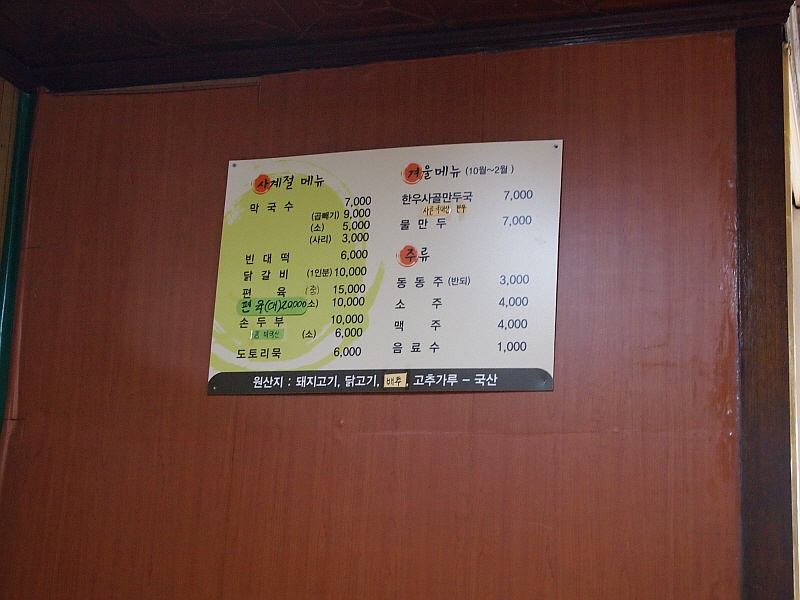 사계절 메뉴
막국수 7,000
(곱빼기) 9,000
(소) 5,000
(사리) 3,000
빈대떡 6,000
닭갈비 (1인분) 10,000
편육 (중) 15,000
편육(대)20000 소) 10,000
손두부 10,000
(소) 6,000
도토리묵 6,000
겨울메뉴 (10월~2월)
한우사골만두국 7,000
물만두 7,000
주류
동동주 (반되) 3,000
소주 4,000
맥주 4,000
음료수 1,000
원산지 : 돼지고기, 닭고기, 배추, 고추가루 - 국산